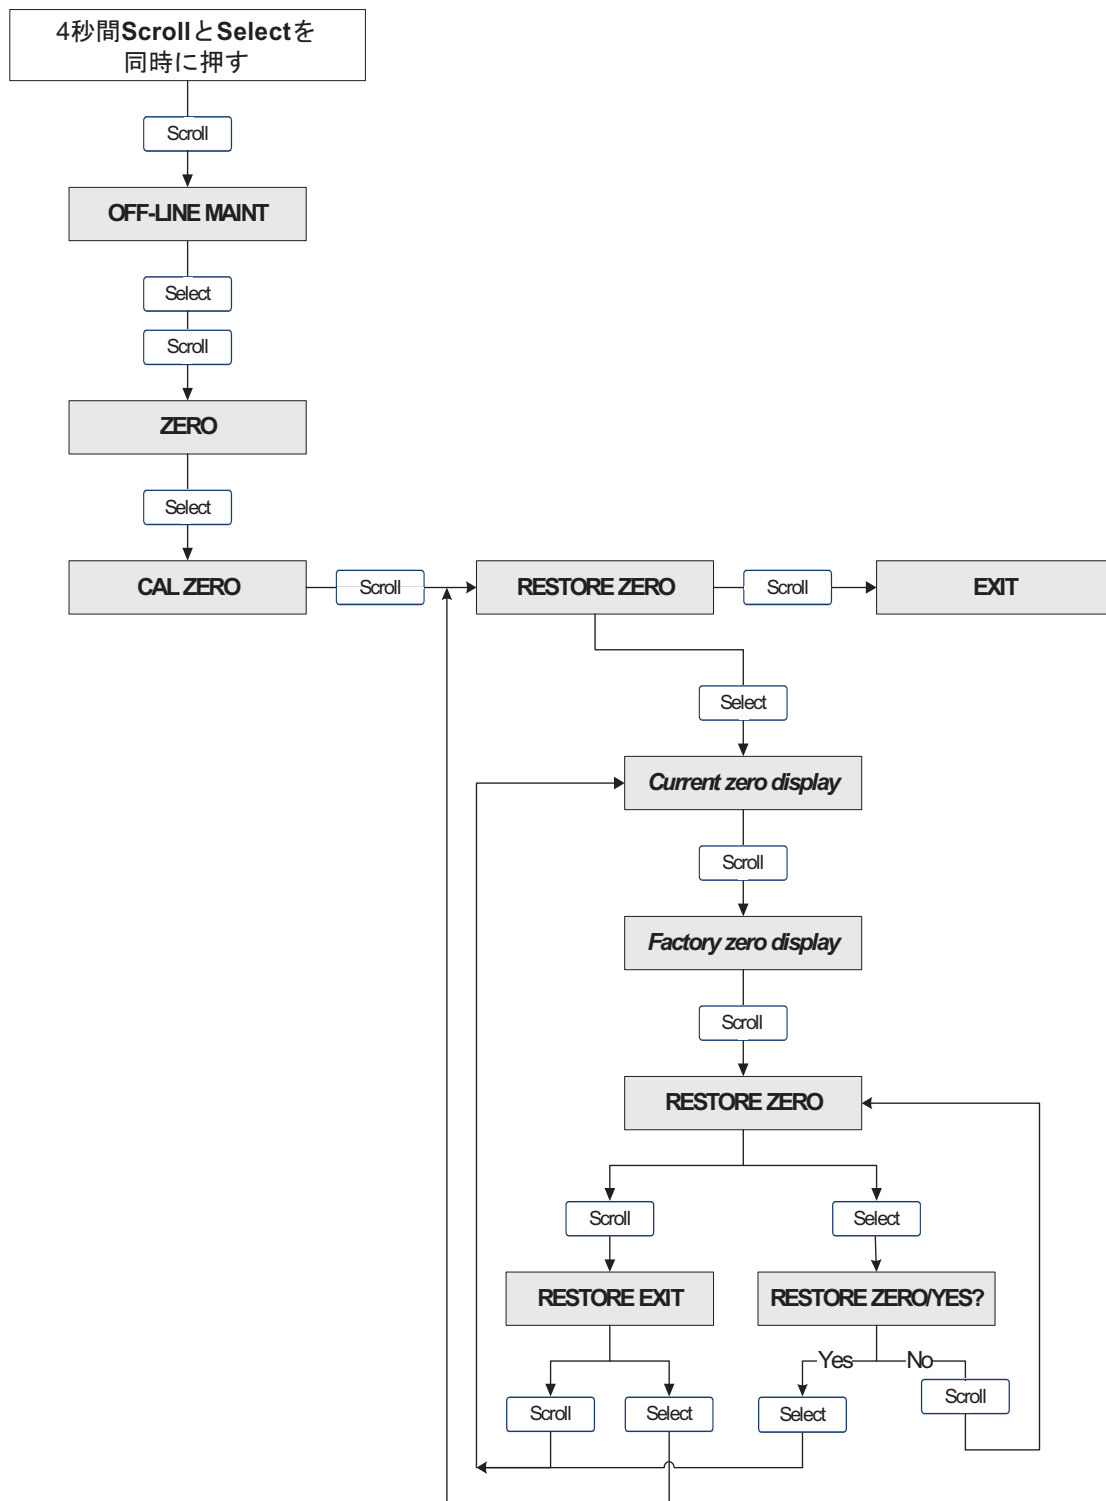 4秒間ScrollとSelectを
同時に押す
Scroll
OFF-LINE MAINT
Select
Scroll
ZERO
Select
CAL ZERO
Scroll
RESTORE ZERO
Scroll
EXIT
Select
Current zero display
Scroll
Factory zero display
Scroll
RESTORE ZERO
Scroll
Select
RESTORE EXIT
RESTORE ZERO/YES?
Yes
No
Scroll
Select
Select
Scroll